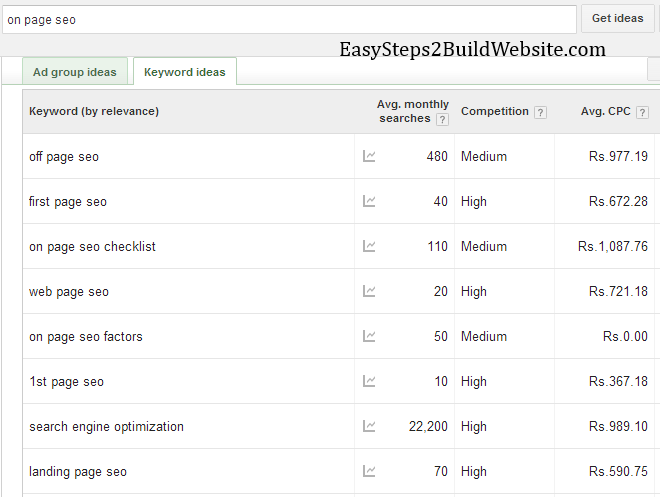 on page seo
Get ideas
EasySteps2BuildWebsite.com
Ad group ideas
Keyword ideas
Keyword (by relevance)
Avg. monthly
searches ?
Competition ?
Avg. CPC ?
off page seo 480 Medium Rs.977.19
first page seo 40 High Rs.672.28
on page seo checklist 110 Medium Rs.1,087.76
web page seo 20 High Rs.721.18
on page seo factors 50 Medium Rs.0.00
1st page seo 10 High Rs.367.18
search engine optimization 22,200 High Rs.989.10
landing page seo 70 High Rs.590.75